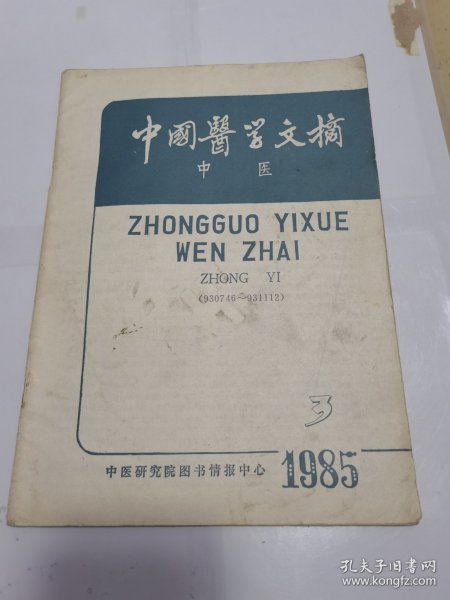 中國醫学文摘
中 医
ZHONGGUO YIXUE
WEN ZHAI
ZHONG YI
(930746~931112)
3
中医研究院图书情报中心 1985
孔夫子旧书网
www.kongfz.com